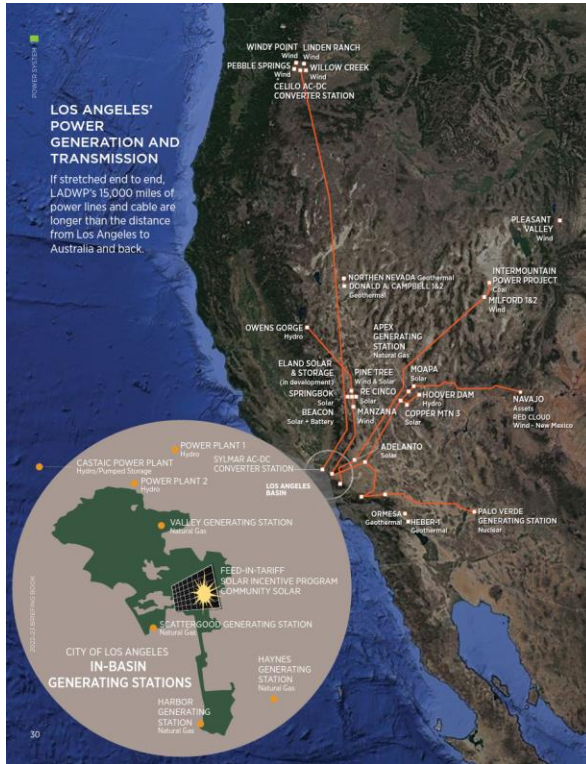 POWER SYSTEM
LOS ANGELES'
POWER
GENERATION AND
TRANSMISSION
If stretched end to end,
LADWP's 15,000 miles of
power lines and cable are
longer than the distance
from Los Angeles to
Australia and back.
WINDY POINT
Wind
LINDEN RANCH
Wind
PEBBLE SPRINGS
Wind
WILLOW CREEK
Wind
CELILO AC-DC
CONVERTER STATION
PLEASANT
VALLEY
Wind
NORTHEN NEVADA Geothermal
DONALD A. CAMPBELL 1&2
Geothermal
INTERMOUNTAIN
POWER PROJECT
Coal
MILFORD 1&2
Wind
OWENS GORGE
Hydro
APEX
GENERATING
STATION
Natural Gas
ELAND SOLAR
& STORAGE
(in development)
PINE TREE
Wind & Solar
MOAPA
Solar
SPRINGBOK
Solar
RE CINCO
Solar
HOOVER DAM
Hydro
BEACON
Solar + Battery
MANZANA
Wind
COPPER MTN 3
Solar
NAVAJO
Assets
RED CLOUD
Wind - New Mexico
ADELANTO
Solar
SYLMAR AC-DC
CONVERTER STATION
LOS ANGELES
BASIN
ORMESA
Geothermal
HEBER-1
Geothermal
PALO VERDE
GENERATING STATION
Nuclear
POWER PLANT 1
Hydro
CASTAIC POWER PLANT
Hydro/Pumped Storage
POWER PLANT 2
Hydro
VALLEY GENERATING STATION
Natural Gas
FEED-IN-TARIFF
SOLAR INCENTIVE PROGRAM
COMMUNITY SOLAR
SCATTERGOOD GENERATING STATION
Natural Gas
CITY OF LOS ANGELES
IN-BASIN
GENERATING STATIONS
HAYNES
GENERATING
STATION
Natural Gas
HARBOR
GENERATING
STATION
Natural Gas
2022-23 BRIEFING BOOK
30